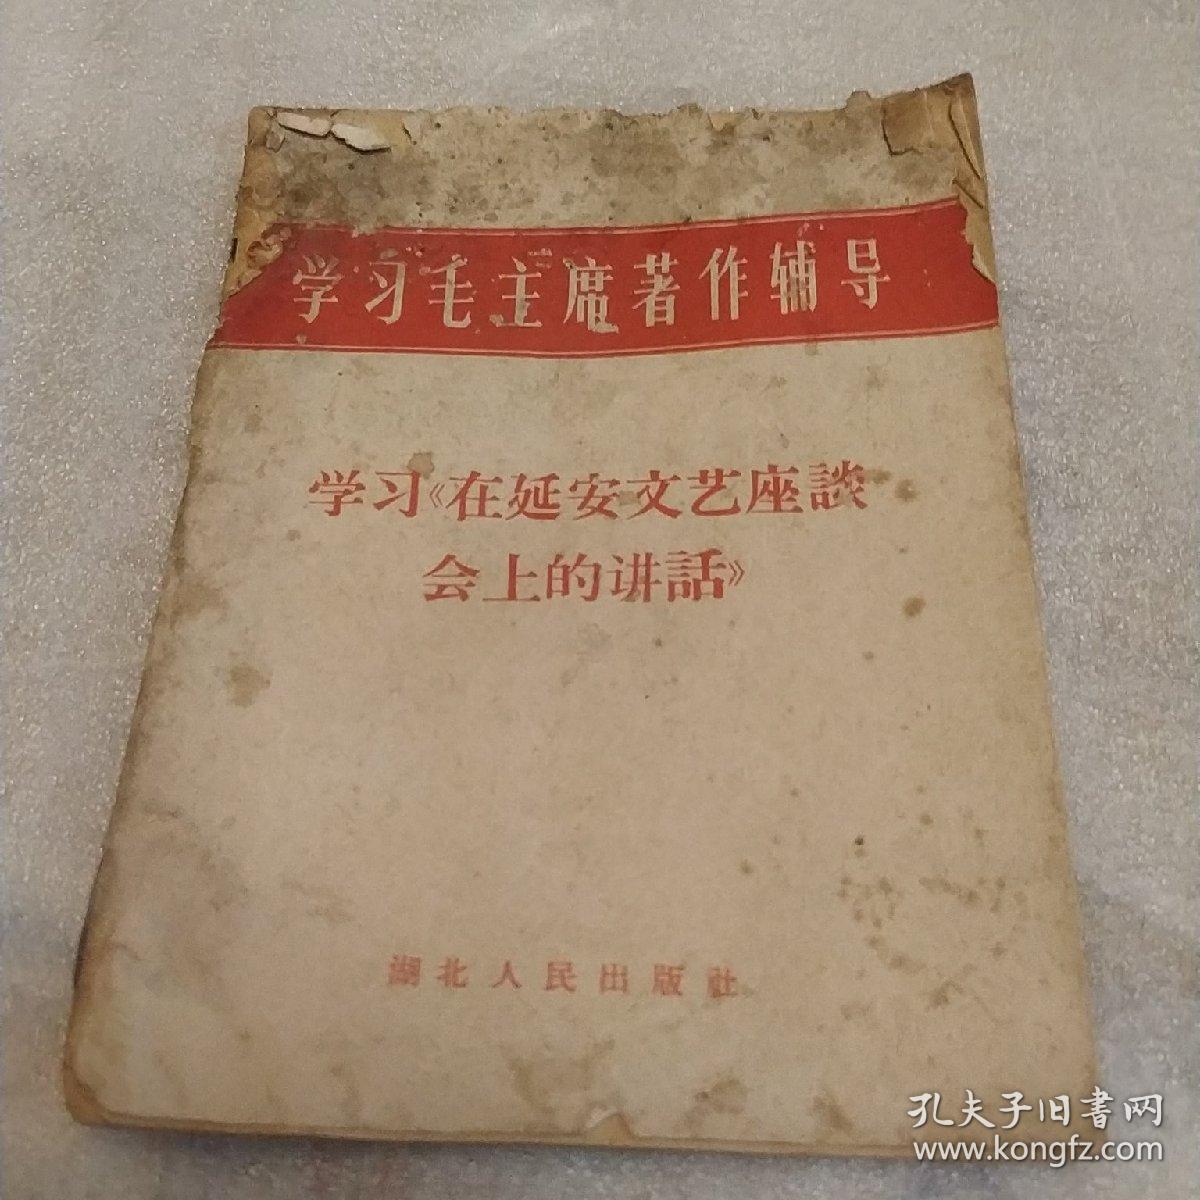 学习毛主席著作辅导
学习《在延安文艺座談
会上的讲話》
湖北人民出版社
孔夫子旧書网
www.kongfz.com